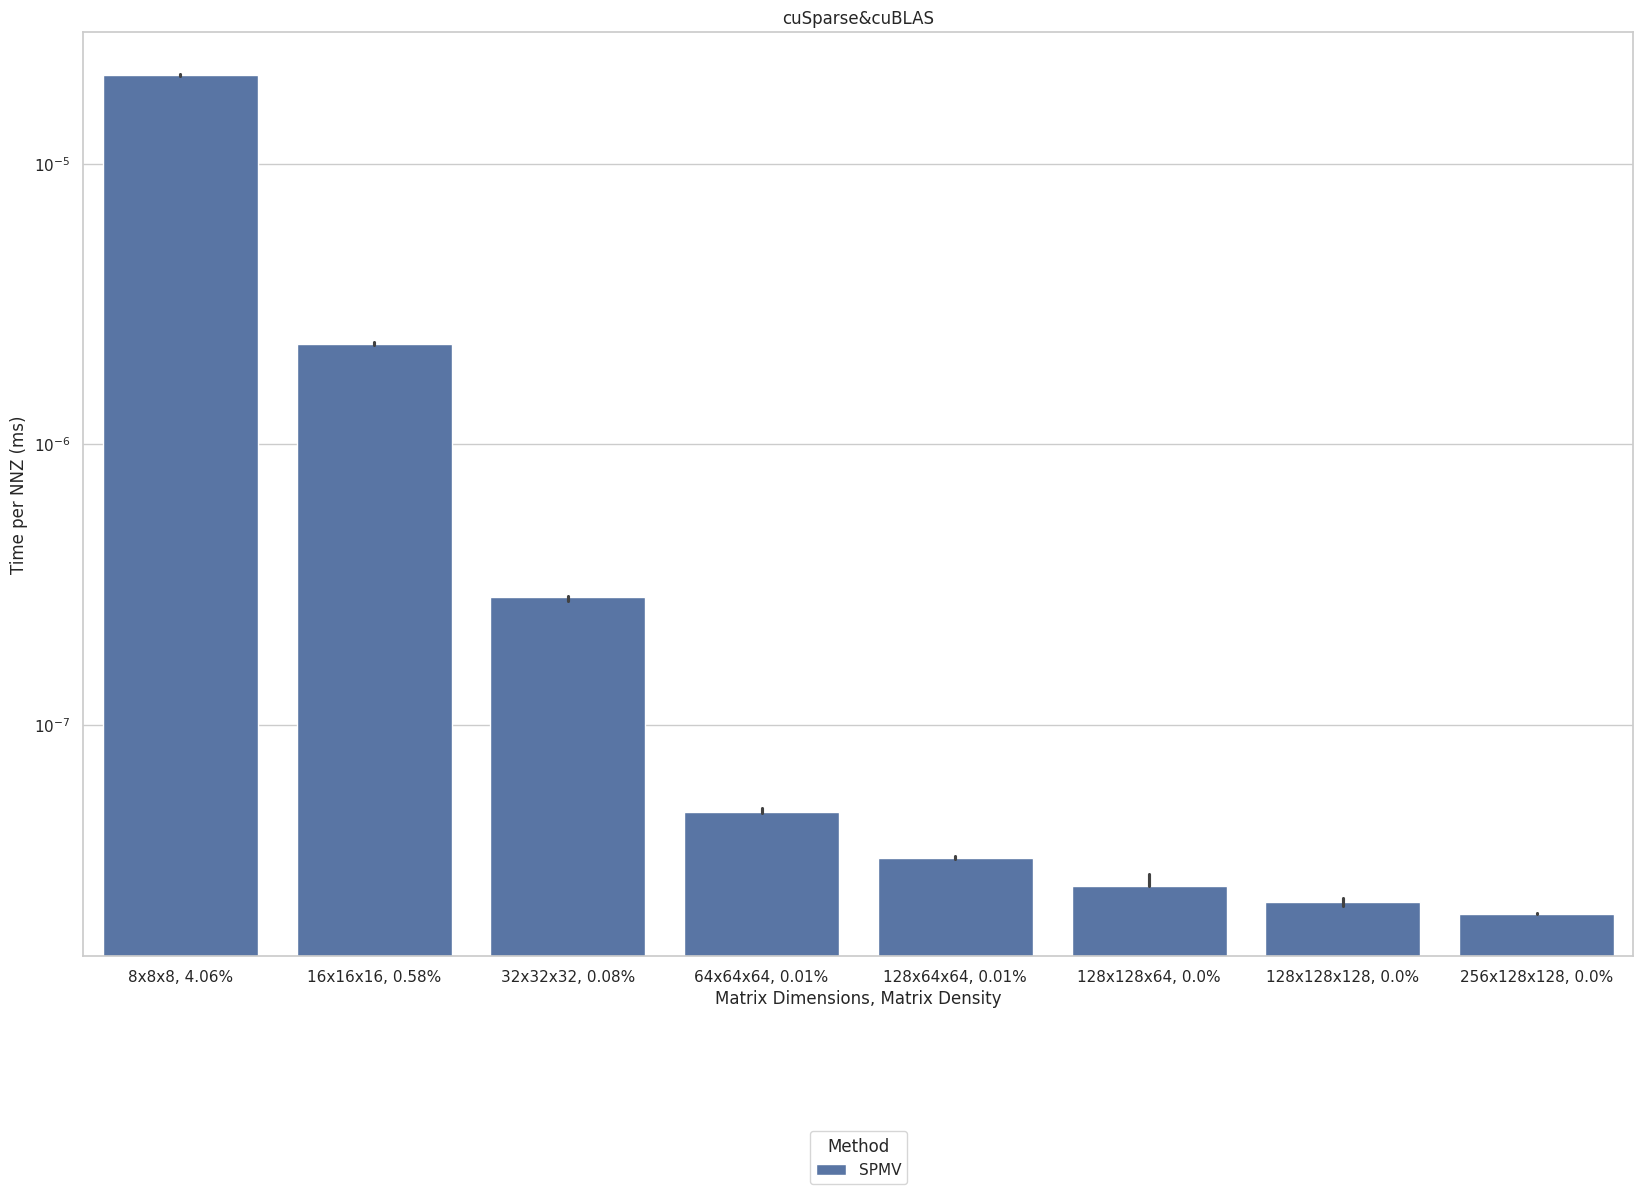 cuSparse&cuBLAS
Time per NNZ (ms)
10⁻⁵
10⁻⁶
10⁻⁷
8x8x8, 4.06%
16x16x16, 0.58%
32x32x32, 0.08%
64x64x64, 0.01%
128x64x64, 0.01%
128x128x64, 0.0%
128x128x128, 0.0%
256x128x128, 0.0%
Matrix Dimensions, Matrix Density
Method
SPMV